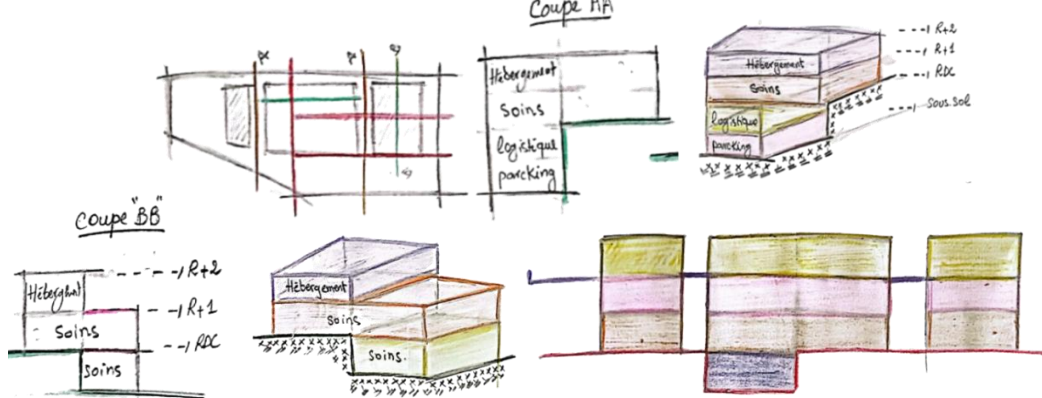 Coupe AA
Hébergement
Soins
logistique
parcking
R+2
R+1
RDC
Sous.sol
Hébergement
Soins
logistique
parcking
Coupe "BB"
R+2
R+1
RDC
Soins
Soins
Hébergement
Soins
Soins.